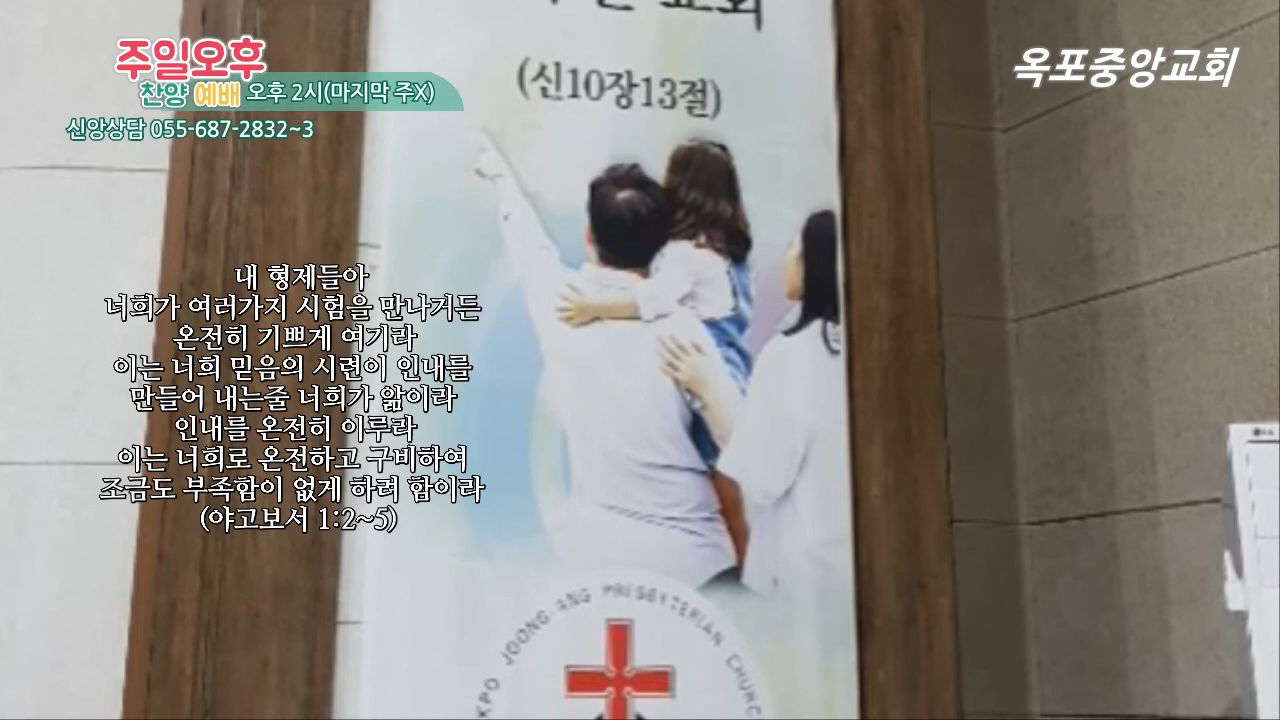 주일오후
찬양 예배 오후 2시(마지막 주X)
신앙상담 055-687-2832~3
옥포중앙교회
교회
(신10장13절)
내 형제들아
너희가 여러가지 시험을 만나거든
온전히 기쁘게 여기라
이는 너희 믿음의 시련이 인내를
만들어 내는줄 너희가 앎이라
인내를 온전히 이루라
이는 너희로 온전하고 구비하여
조금도 부족함이 없게 하려 함이라
(야고보서 1:2~5)
KPO JOONG-ANG PRESBYTERIAN CHURC